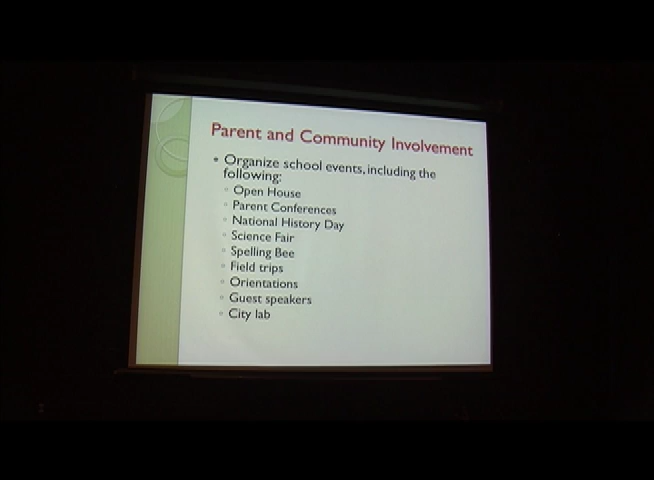 Parent and Community Involvement
• Organize school events, including the
following:
◦ Open House
◦ Parent Conferences
◦ National History Day
◦ Science Fair
◦ Spelling Bee
◦ Field trips
◦ Orientations
◦ Guest speakers
◦ City lab